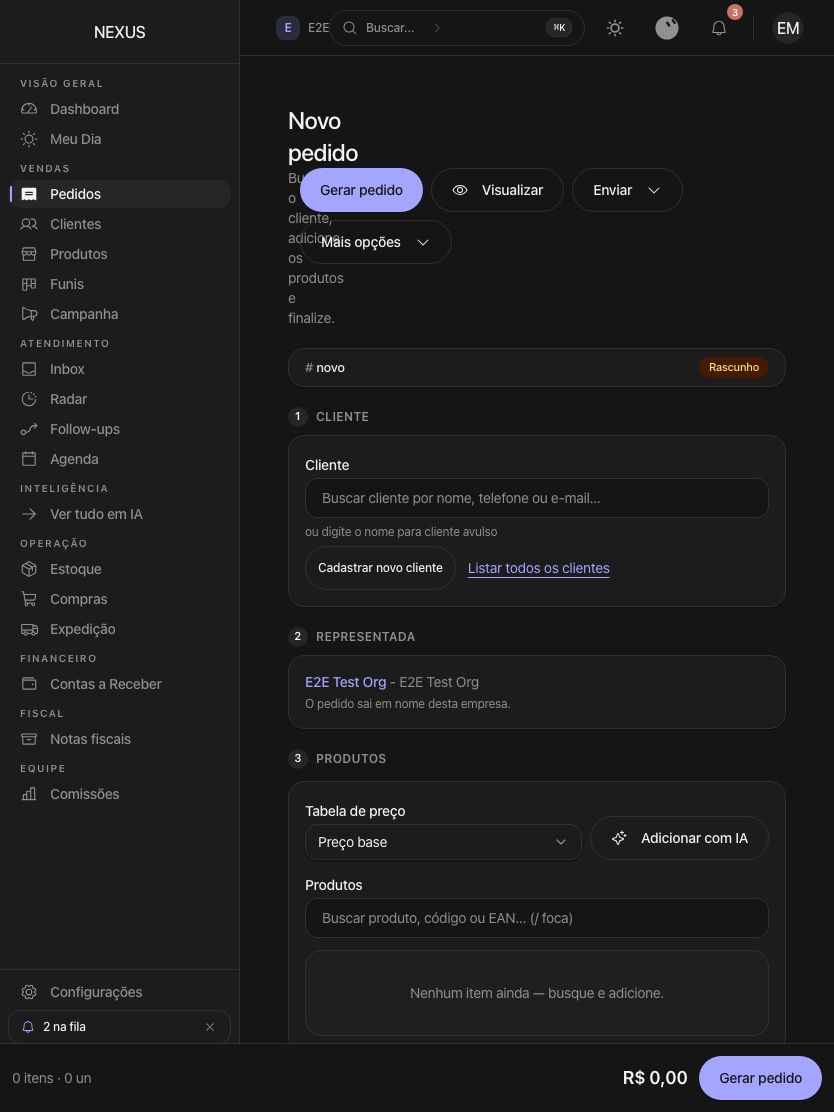 NEXUS
E
E2E
Buscar...
⌘K
3
EM
VISÃO GERAL
Dashboard
Meu Dia
VENDAS
Pedidos
Clientes
Produtos
Funis
Campanha
ATENDIMENTO
Inbox
Radar
Follow-ups
Agenda
INTELIGÊNCIA
Ver tudo em IA
OPERAÇÃO
Estoque
Compras
Expedição
FINANCEIRO
Contas a Receber
FISCAL
Notas fiscais
EQUIPE
Comissões
Configurações
2 na fila
Novo
pedido
o
cliente,
adicione
os
produtos
e
finalize.
Gerar pedido
Visualizar
Enviar
Mais opções
# novo
Rascunho
1 CLIENTE
Cliente
Buscar cliente por nome, telefone ou e-mail...
ou digite o nome para cliente avulso
Cadastrar novo cliente
Listar todos os clientes
2 REPRESENTADA
E2E Test Org - E2E Test Org
O pedido sai em nome desta empresa.
3 PRODUTOS
Tabela de preço
Preço base
Adicionar com IA
Produtos
Buscar produto, código ou EAN... (/ foca)
Nenhum item ainda — busque e adicione.
0 itens · 0 un
R$ 0,00
Gerar pedido